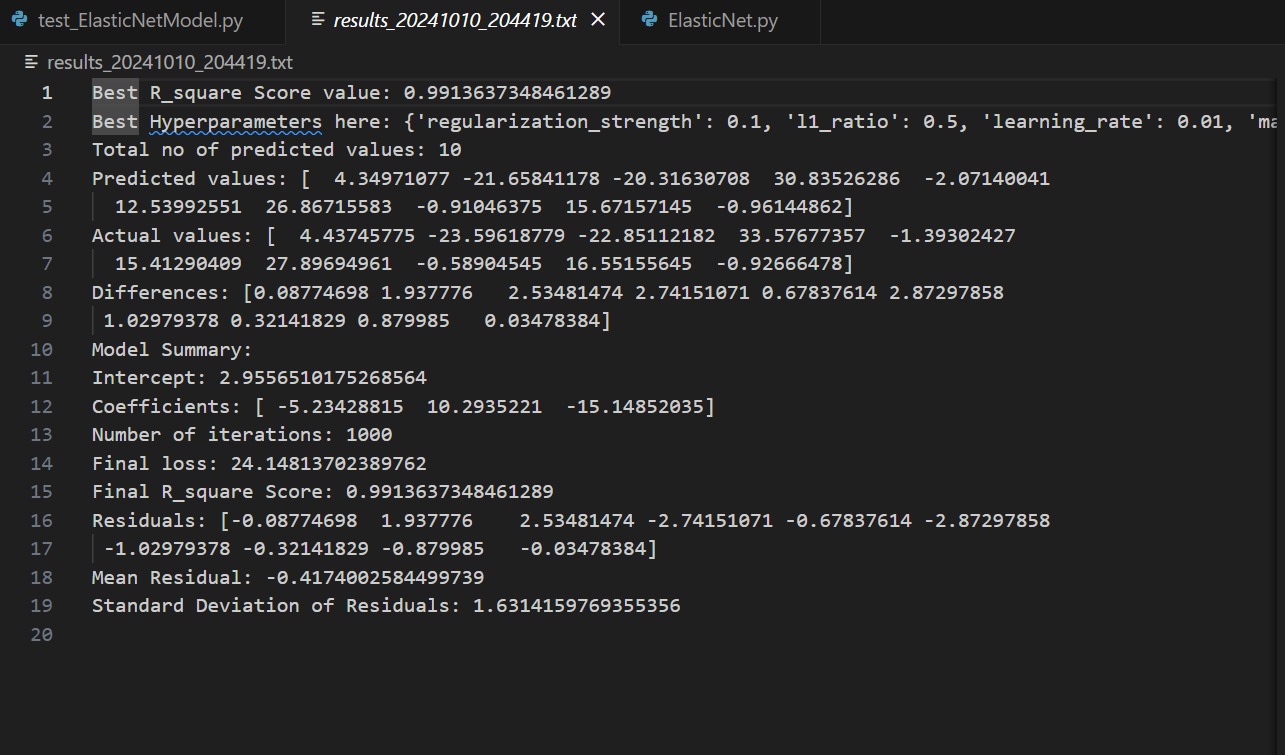 test_ElasticNetModel.py results_20241010_204419.txt ElasticNet.py
results_20241010_204419.txt
1 Best R_square Score value: 0.9913637348461289
2 Best Hyperparameters here: {'regularization_strength': 0.1, 'l1_ratio': 0.5, 'learning_rate': 0.01, 'ma
3 Total no of predicted values: 10
4 Predicted values: [  4.34971077 -21.65841178 -20.31630708  30.83526286  -2.07140041
5   12.53992551  26.86715583  -0.91046375  15.67157145  -0.96144862]
6 Actual values: [  4.43745775 -23.59618779 -22.85112182  33.57677357  -1.39302427
7   15.41290409  27.89694961  -0.58904545  16.55155645  -0.92666478]
8 Differences: [0.08774698 1.937776   2.53481474 2.74151071 0.67837614 2.87297858
9  1.02979378 0.32141829 0.879985   0.03478384]
10 Model Summary:
11 Intercept: 2.9556510175268564
12 Coefficients: [ -5.23428815  10.2935221  -15.14852035]
13 Number of iterations: 1000
14 Final loss: 24.14813702389762
15 Final R_square Score: 0.9913637348461289
16 Residuals: [-0.08774698  1.937776    2.53481474 -2.74151071 -0.67837614 -2.87297858
17  -1.02979378 -0.32141829 -0.879985   -0.03478384]
18 Mean Residual: -0.4174002584499739
19 Standard Deviation of Residuals: 1.6314159769355356
20